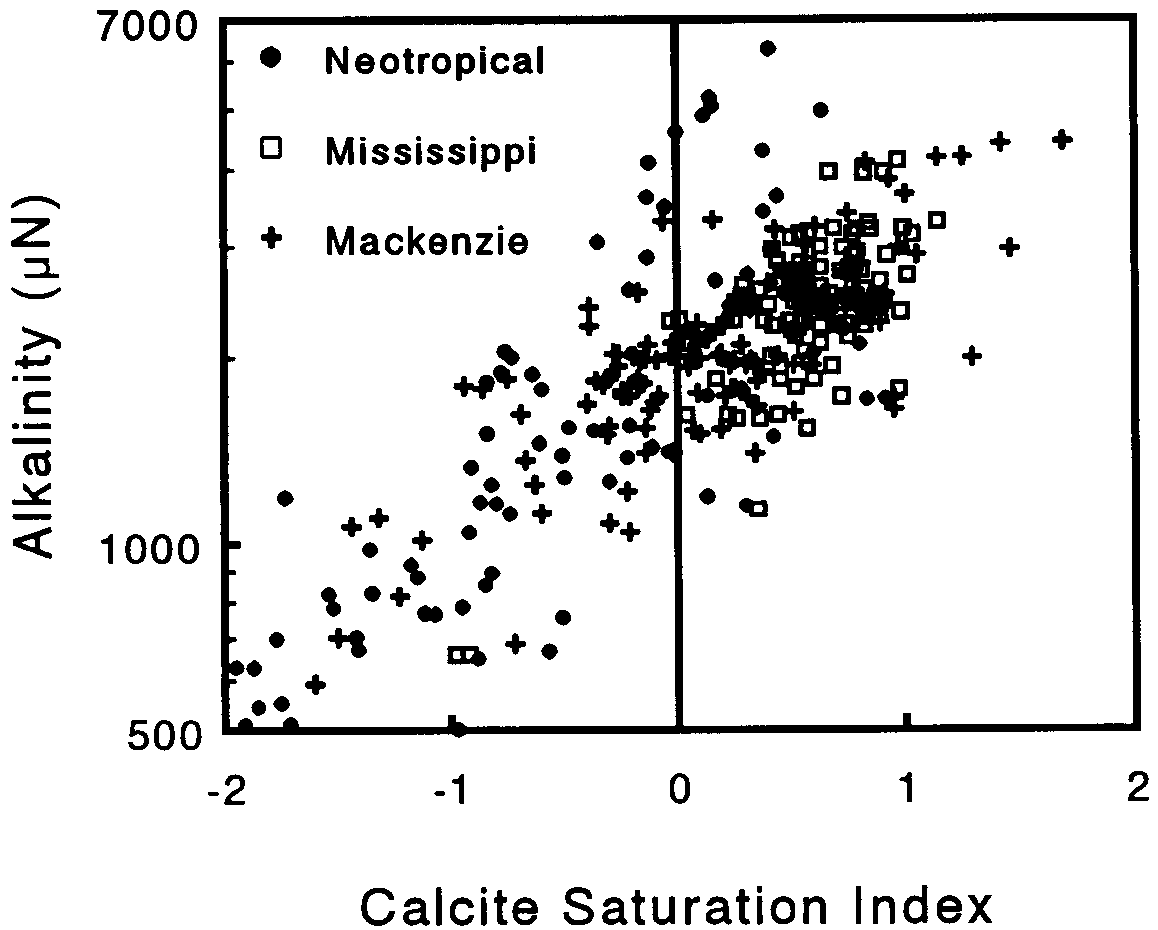 7000
Neotropical
Mississippi
Mackenzie
Alkalinity (µN)
1000
500
-2 -1 0 1 2
Calcite Saturation Index